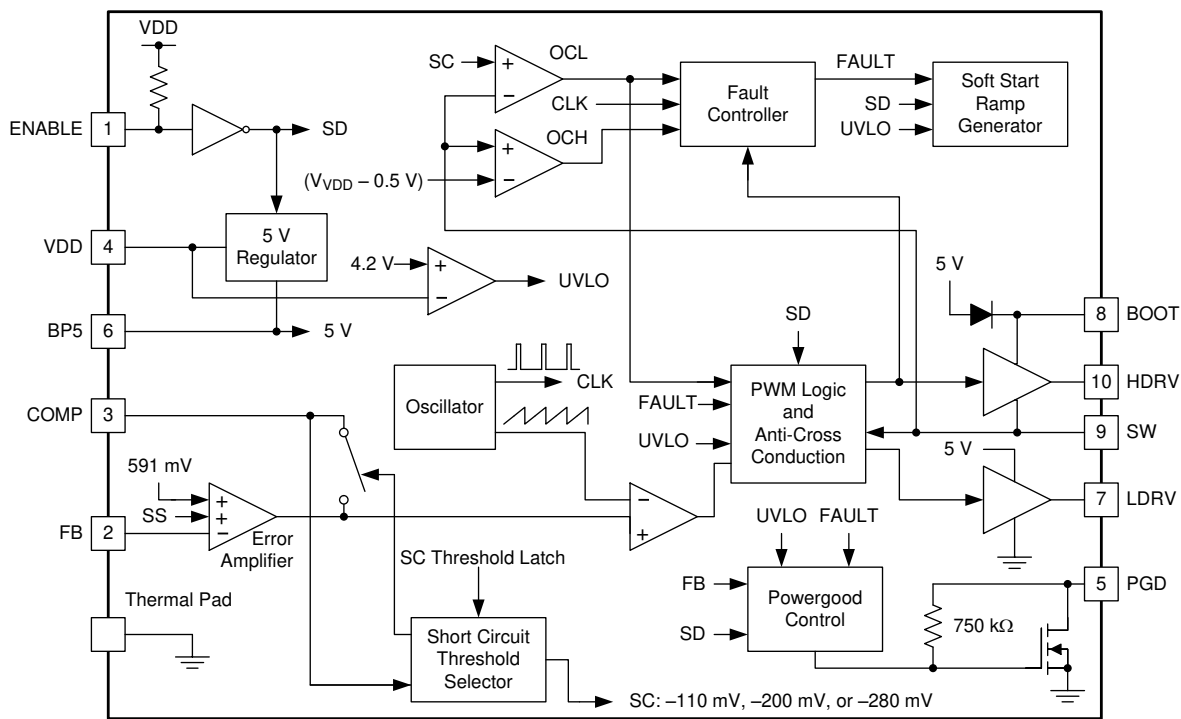 VDD
ENABLE
1
SD
SC
+
−
OCL
CLK
+
−
OCH
(VVDD – 0.5 V)
Fault
Controller
FAULT
SD
UVLO
Soft Start
Ramp
Generator
VDD
4
5 V
Regulator
4.2 V
+
−
UVLO
BP5
6
5 V
5 V
8
BOOT
SD
COMP
3
Oscillator
CLK
FAULT
UVLO
PWM Logic
and
Anti-Cross
Conduction
10
HDRV
9
SW
5 V
7
LDRV
591 mV
SS
+
+
−
FB
2
Error
Amplifier
−
+
SC Threshold Latch
UVLO
FAULT
FB
SD
Powergood
Control
750 kΩ
5
PGD
Thermal Pad
Short Circuit
Threshold
Selector
SC: –110 mV, –200 mV, or –280 mV